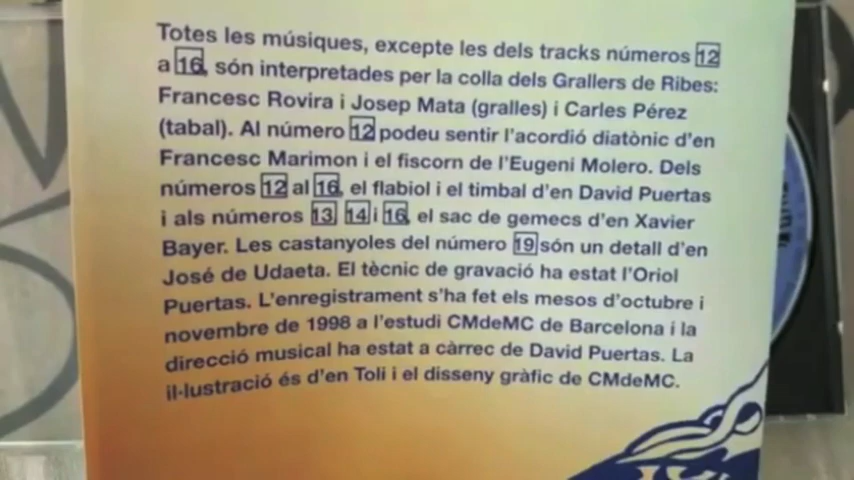 Totes les músiques, excepte les dels tracks números 12
a 16, són interpretades per la colla dels Grallers de Ribes:
Francesc Rovira i Josep Mata (gralles) i Carles Pérez
(tabal). Al número 12 podeu sentir l'acordió diatònic d'en
Francesc Marimon i el fiscorn de l'Eugeni Molero. Dels
números 12 al 16, el flabiol i el timbal d'en David Puertas
i als números 13 14 i 16, el sac de gemecs d'en Xavier
Bayer. Les castanyoles del número 19 són un detall d'en
José de Udaeta. El tècnic de gravació ha estat l'Oriol
Puertas. L'enregistrament s'ha fet els mesos d'octubre i
novembre de 1998 a l'estudi CMdeMC de Barcelona i la
direcció musical ha estat a càrrec de David Puertas. La
il·lustració és d'en Toli i el disseny gràfic de CMdeMC.